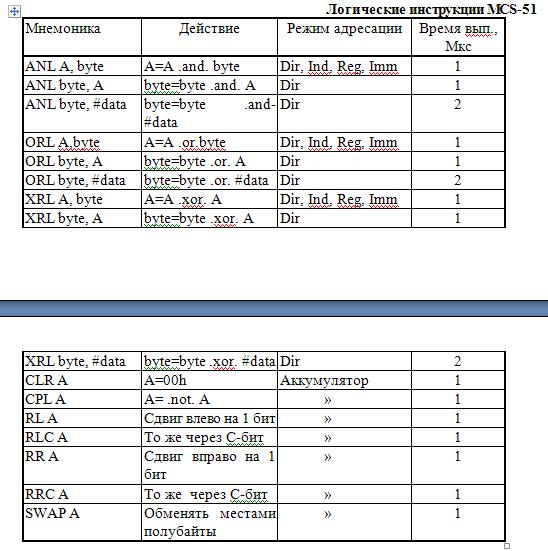 Логические инструкции MCS-51
Мнемоника Действие Режим адресации Время вып., Мкс
ANL A, byte A=A .and. byte Dir, Ind, Reg, Imm 1
ANL byte, A byte=byte .and. A Dir 1
ANL byte, #data byte=byte .and- #data Dir 2
ORL A.byte A=A .or.byte Dir, Ind, Reg, Imm 1
ORL byte, A byte=byte .or. A Dir 1
ORL byte, #data byte=byte .or. #data Dir 2
XRL A, byte A=A .xor. A Dir, Ind, Reg, Imm 1
XRL byte, A byte=byte .xor. A Dir 1
XRL byte, #data byte=byte .xor. #data Dir 2
CLR A A=00h Аккумулятор 1
CPL A A= .not. A » 1
RL A Сдвиг влево на 1 бит » 1
RLC A То же через С-бит » 1
RR A Сдвиг вправо на 1 бит » 1
RRC A То же через С-бит » 1
SWAP A Обменять местами полубайты » 1